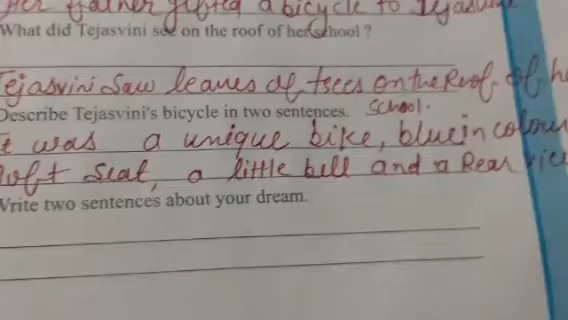 Her father gifted a bicycle to Tejasvini
What did Tejasvini see on the roof of her school ?
Tejasvini Saw leaves of trees on the Roof of h
School.
Describe Tejasvini's bicycle in two sentences.
t was a unique bike, blue in colour
oft seat, a little bell and a Rear
Write two sentences about your dream.